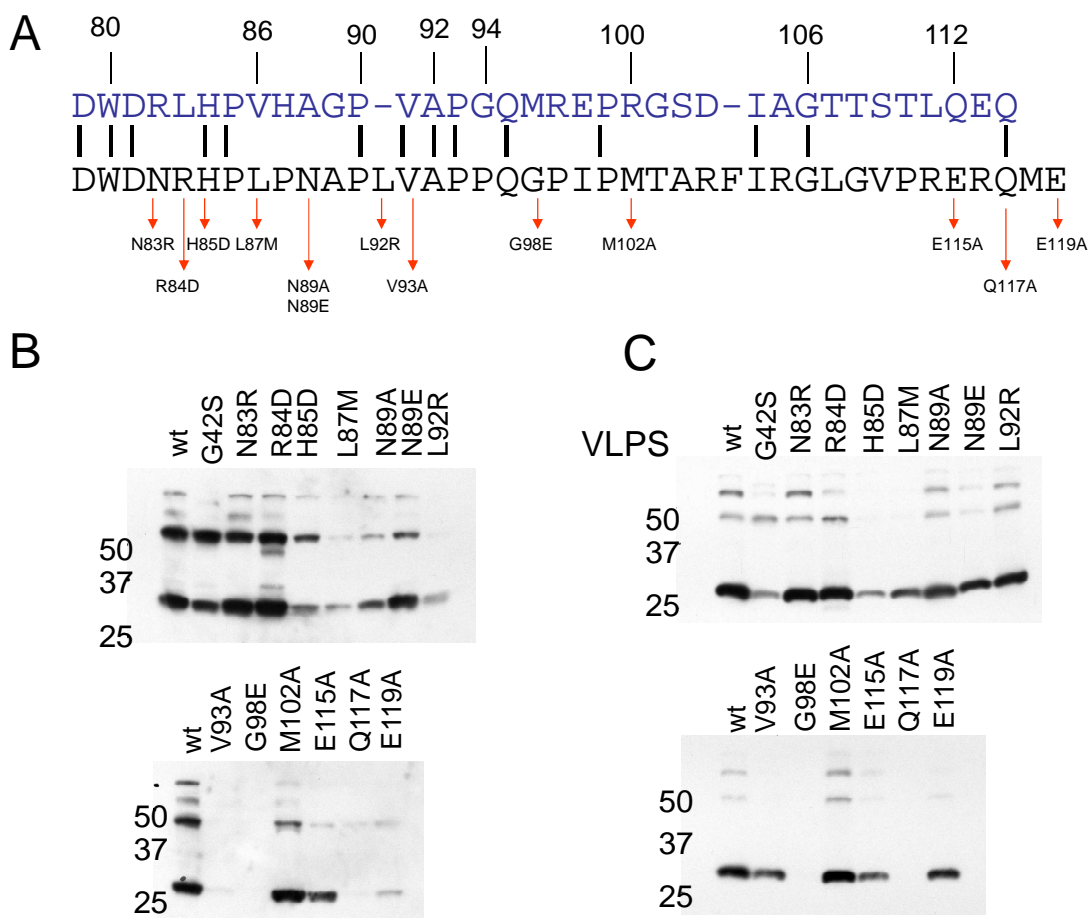 A
80 86 90 92 94 100 106 112
DWDRLHPVHAGP-VAPGQMREPRGSD-IAGTTSTLQEQ
DWDNRHPLPNAPLVAPPQGPIPMTARFIRGLGVPRERQME
N83R H85D L87M L92R G98E M102A E115A E119A
R84D N89A V93A Q117A
N89E
B
wt G42S N83R R84D H85D L87M N89A N89E L92R
50
37
25
wt V93A G98E M102A E115A Q117A E119A
50
37
25
C
VLPS
wt G42S N83R R84D H85D L87M N89A N89E L92R
50
37
25
wt V93A G98E M102A E115A Q117A E119A
50
37
25